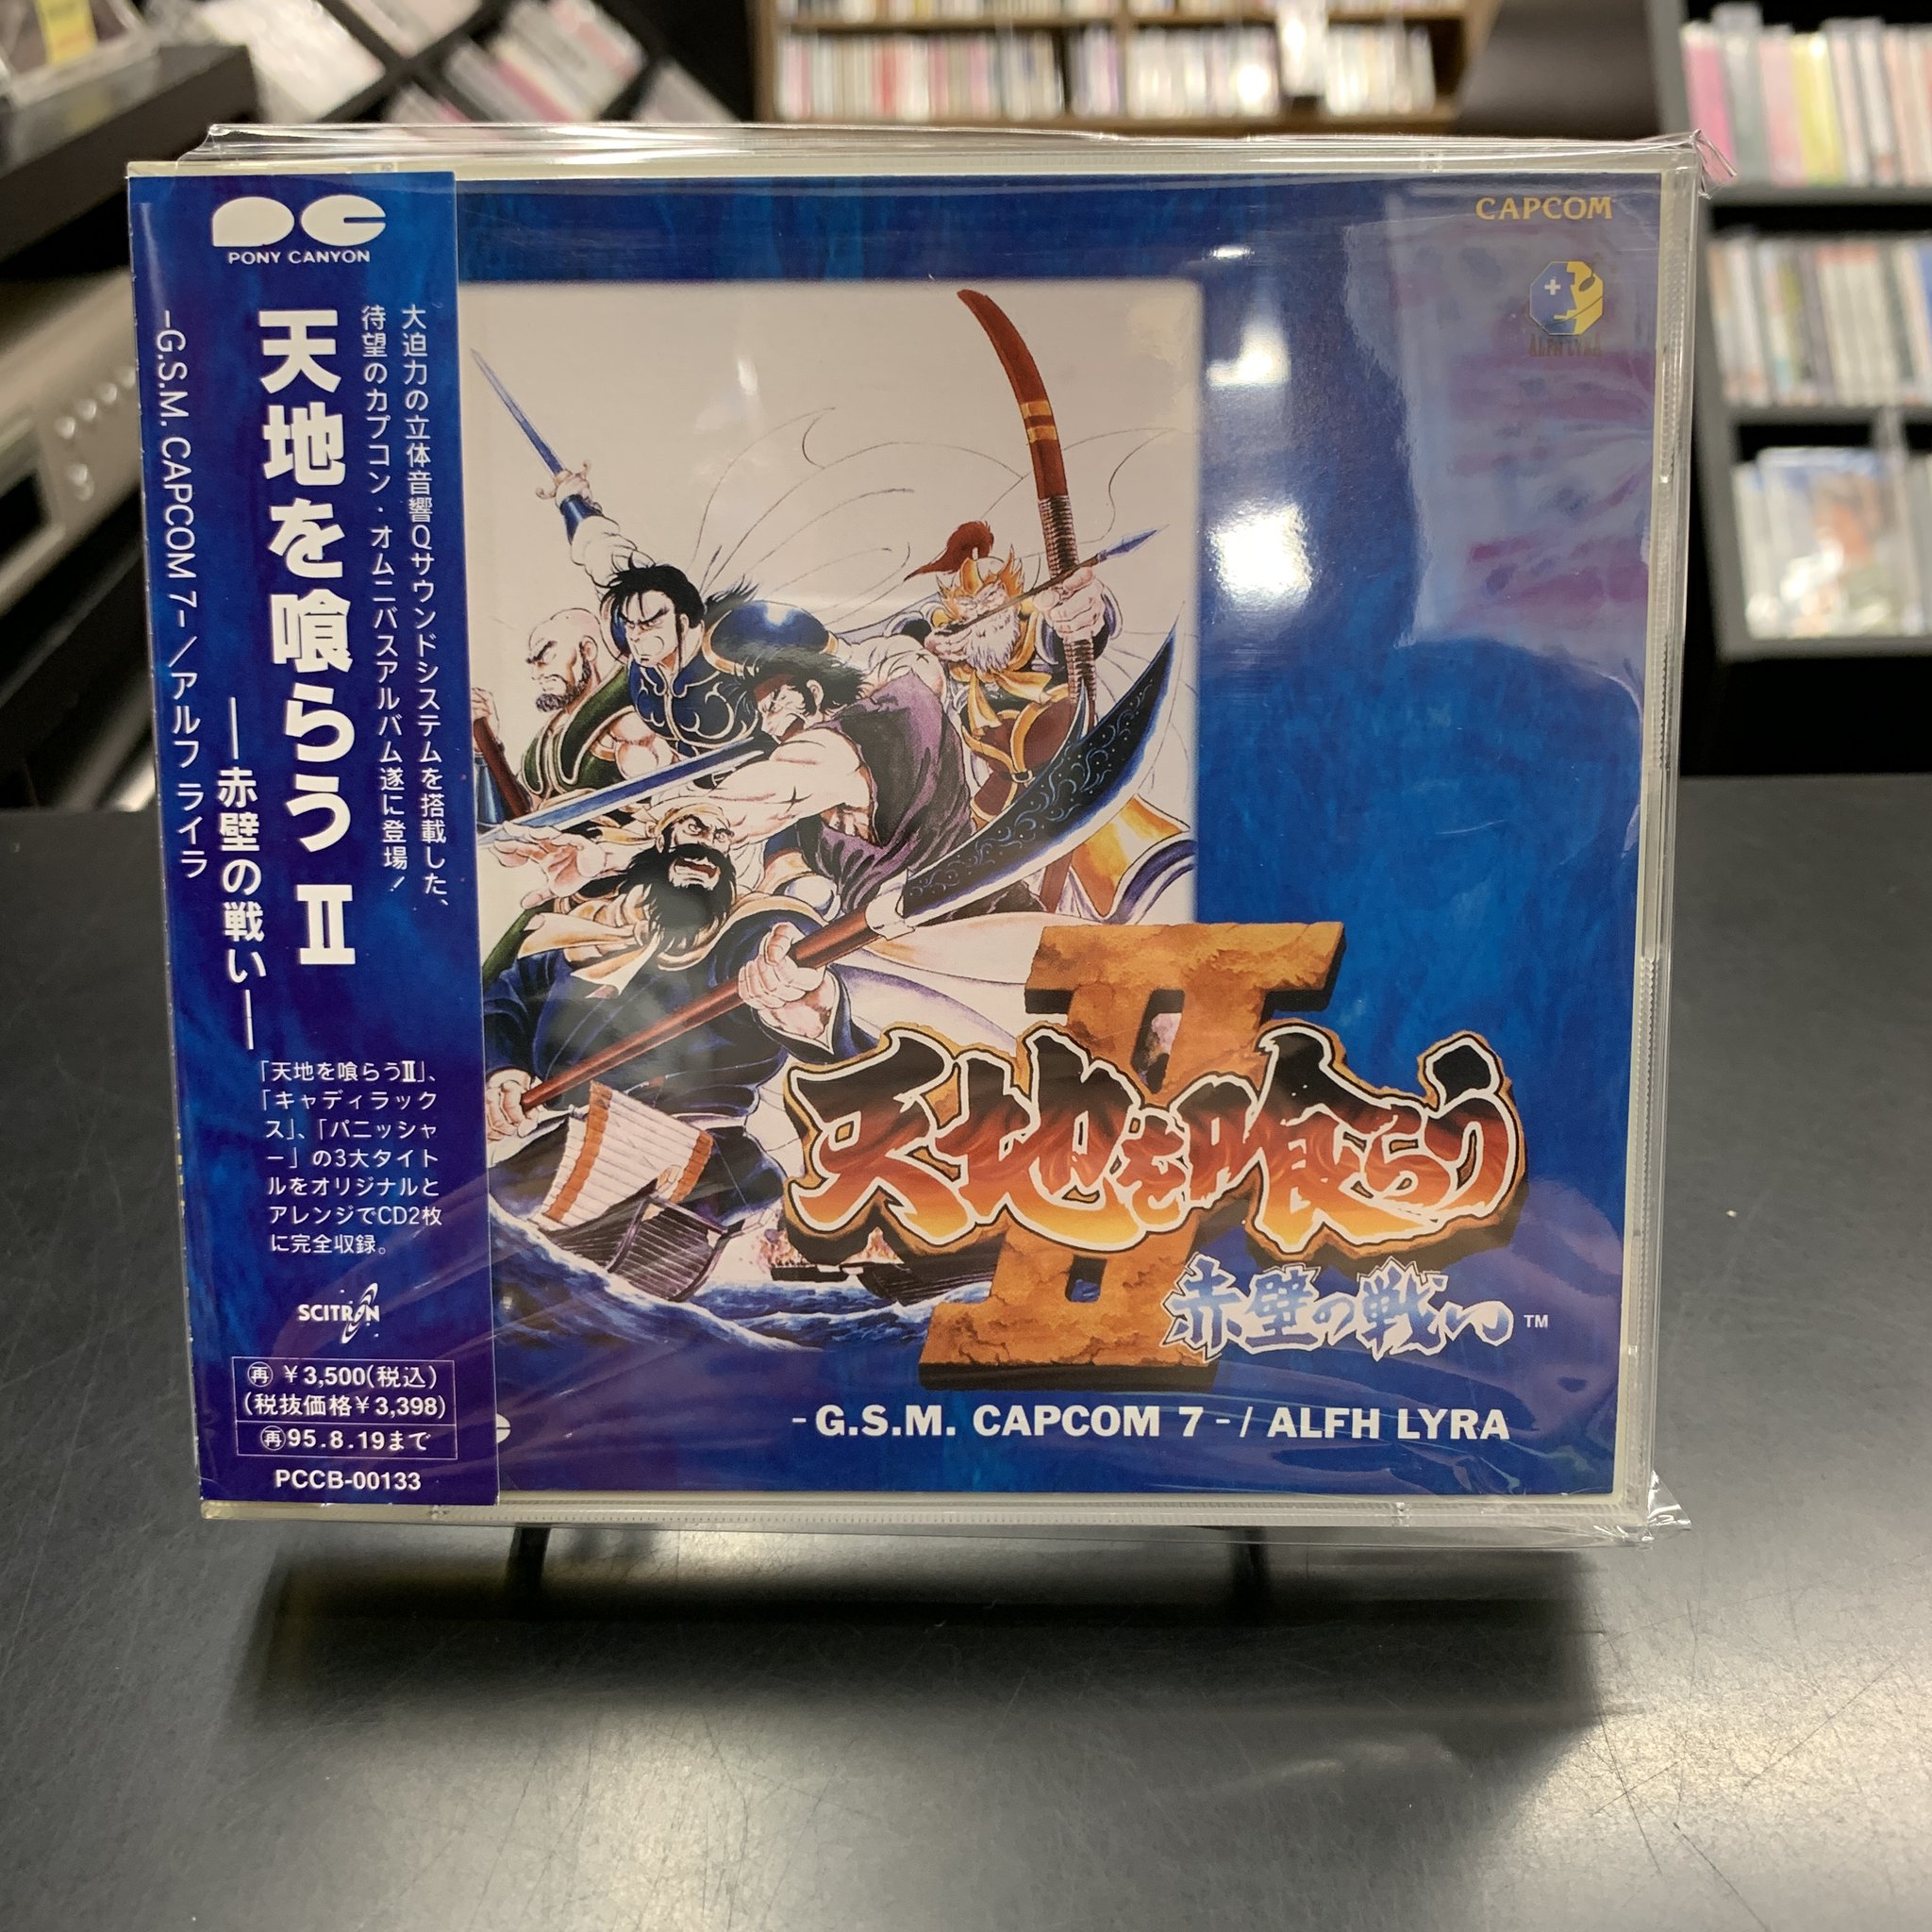 PONY CANYON
大迫力の立体音響Qサウンドシステムを搭載した、
待望のカプコン・オムニバスアルバム遂に登場!
天地を喰らうⅡ
——赤壁の戦い——
-G.S.M. CAPCOM 7-/アルフ ライラ
「天地を喰らうⅡ」、
「キャディラック
ス」、「パニッシャ
ー」の3大タイト
ルをオリジナルと
アレンジでCD2枚
に完全収録。
SCITRON
再 ¥3,500(税込)
(税抜価格¥3,398)
再95.8.19まで
PCCB-00133
CAPCOM
ALFH LYRA
Ⅱ
天地を喰らう
赤壁の戦い™
-G.S.M. CAPCOM 7-/ ALFH LYRA